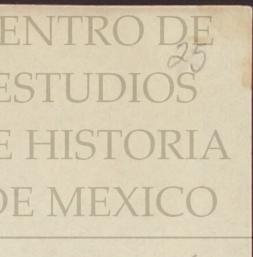 ENTRO DE
25
ESTUDIOS
E HISTORIA
DE MEXICO